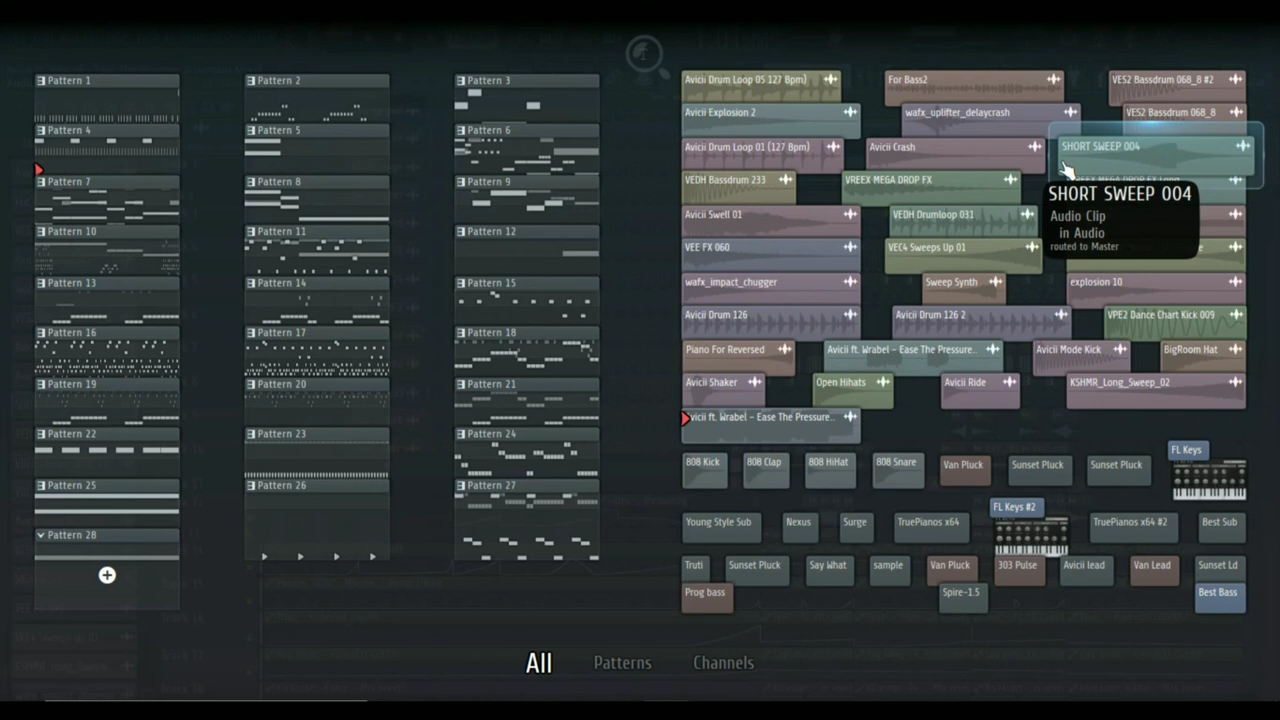 Pattern 1
Pattern 2
Pattern 3
Pattern 4
Pattern 5
Pattern 6
Pattern 7
Pattern 8
Pattern 9
Pattern 10
Pattern 11
Pattern 12
Pattern 13
Pattern 14
Pattern 15
Pattern 16
Pattern 17
Pattern 18
Pattern 19
Pattern 20
Pattern 21
Pattern 22
Pattern 23
Pattern 24
Pattern 25
Pattern 26
Pattern 27
Pattern 28
Avicii Drum Loop 05 127 Bpm)
For Bass2
VES2 Bassdrum 068_8 #2
Avicii Explosion 2
wafx_uplifter_delaycrash
VES2 Bassdrum 068_8
Avicii Drum Loop 01 (127 Bpm)
Avicii Crash
SHORT SWEEP 004
VEDH Bassdrum 233
VREEX MEGA DROP FX
VREEX MEGA DROP FX Long
SHORT SWEEP 004
Audio Clip
in Audio
routed to Master
Avicii Swell 01
VEDH Drumloop 031
VEE FX 060
VEC4 Sweeps Up 01
wafx_impact_chugger
Sweep Synth
explosion 10
Avicii Drum 126
Avicii Drum 126 2
VPE2 Dance Chart Kick 009
Piano For Reversed
Avicii ft. Wrabel - Ease The Pressure..
Avicii Mode Kick
BigRoom Hat
Avicii Shaker
Open Hihats
Avicii Ride
KSHMR_Long_Sweep_02
vicii ft. Wrabel - Ease The Pressure..
808 Kick
808 Clap
808 HiHat
808 Snare
Van Pluck
Sunset Pluck
Sunset Pluck
FL Keys
FL Keys #2
Young Style Sub
Nexus
Surge
TruePianos x64
TruePianos x64 #2
Best Sub
Truti
Sunset Pluck
Say What
sample
Van Pluck
303 Pulse
Avicii lead
Van Lead
Sunset Ld
Prog bass
Spire-1.5
Best Bass
All
Patterns
Channels